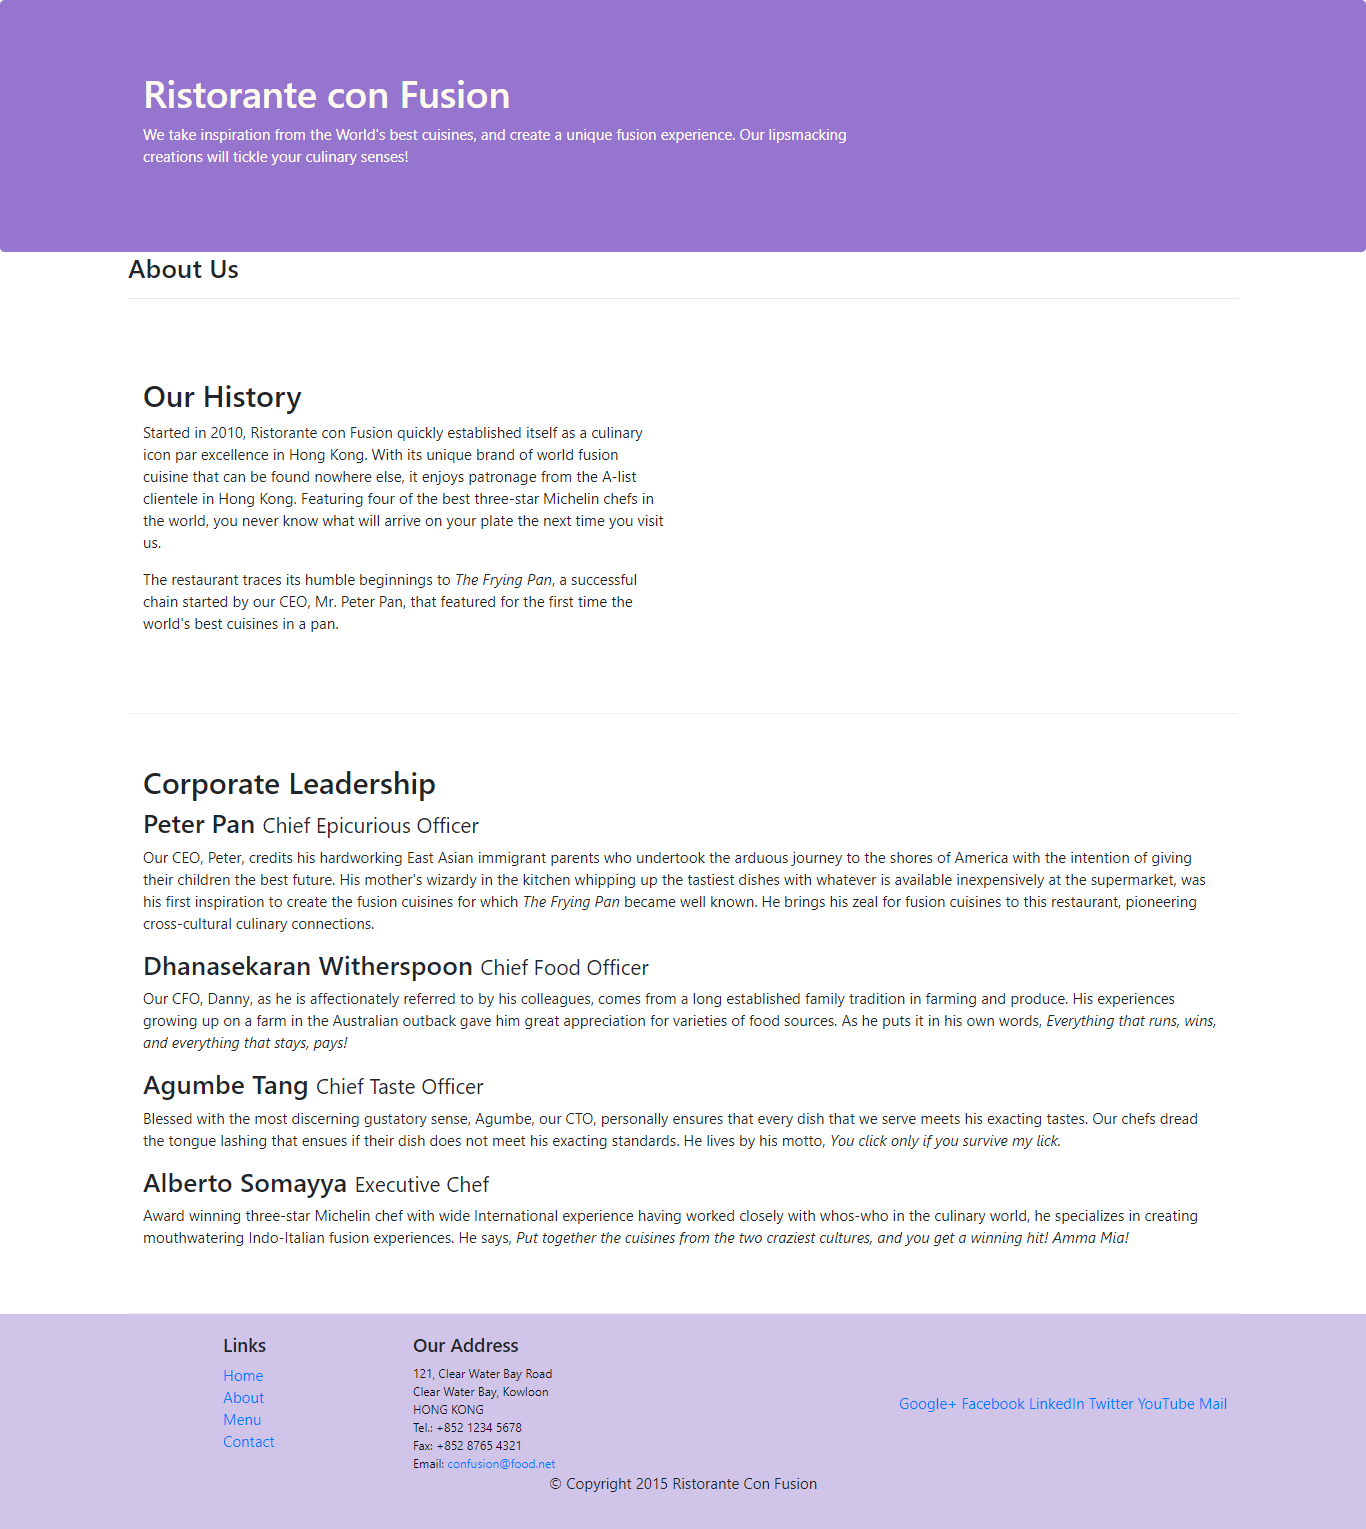 Ristorante con Fusion
We take inspiration from the World's best cuisines, and create a unique fusion experience. Our lipsmacking
creations will tickle your culinary senses!
About Us
Our History
Started in 2010, Ristorante con Fusion quickly established itself as a culinary
icon par excellence in Hong Kong. With its unique brand of world fusion
cuisine that can be found nowhere else, it enjoys patronage from the A-list
clientele in Hong Kong. Featuring four of the best three-star Michelin chefs in
the world, you never know what will arrive on your plate the next time you visit
us.
The restaurant traces its humble beginnings to The Frying Pan, a successful
chain started by our CEO, Mr. Peter Pan, that featured for the first time the
world's best cuisines in a pan.
Corporate Leadership
Peter Pan Chief Epicurious Officer
Our CEO, Peter, credits his hardworking East Asian immigrant parents who undertook the arduous journey to the shores of America with the intention of giving
their children the best future. His mother's wizardy in the kitchen whipping up the tastiest dishes with whatever is available inexpensively at the supermarket, was
his first inspiration to create the fusion cuisines for which The Frying Pan became well known. He brings his zeal for fusion cuisines to this restaurant, pioneering
cross-cultural culinary connections.
Dhanasekaran Witherspoon Chief Food Officer
Our CFO, Danny, as he is affectionately referred to by his colleagues, comes from a long established family tradition in farming and produce. His experiences
growing up on a farm in the Australian outback gave him great appreciation for varieties of food sources. As he puts it in his own words, Everything that runs, wins,
and everything that stays, pays!
Agumbe Tang Chief Taste Officer
Blessed with the most discerning gustatory sense, Agumbe, our CTO, personally ensures that every dish that we serve meets his exacting tastes. Our chefs dread
the tongue lashing that ensues if their dish does not meet his exacting standards. He lives by his motto, You click only if you survive my lick.
Alberto Somayya Executive Chef
Award winning three-star Michelin chef with wide International experience having worked closely with whos-who in the culinary world, he specializes in creating
mouthwatering Indo-Italian fusion experiences. He says, Put together the cuisines from the two craziest cultures, and you get a winning hit! Amma Mia!
Links
Home
About
Menu
Contact
Our Address
121, Clear Water Bay Road
Clear Water Bay, Kowloon
HONG KONG
Tel.: +852 1234 5678
Fax: +852 8765 4321
Email: confusion@food.net
Google+ Facebook LinkedIn Twitter YouTube Mail
© Copyright 2015 Ristorante Con Fusion